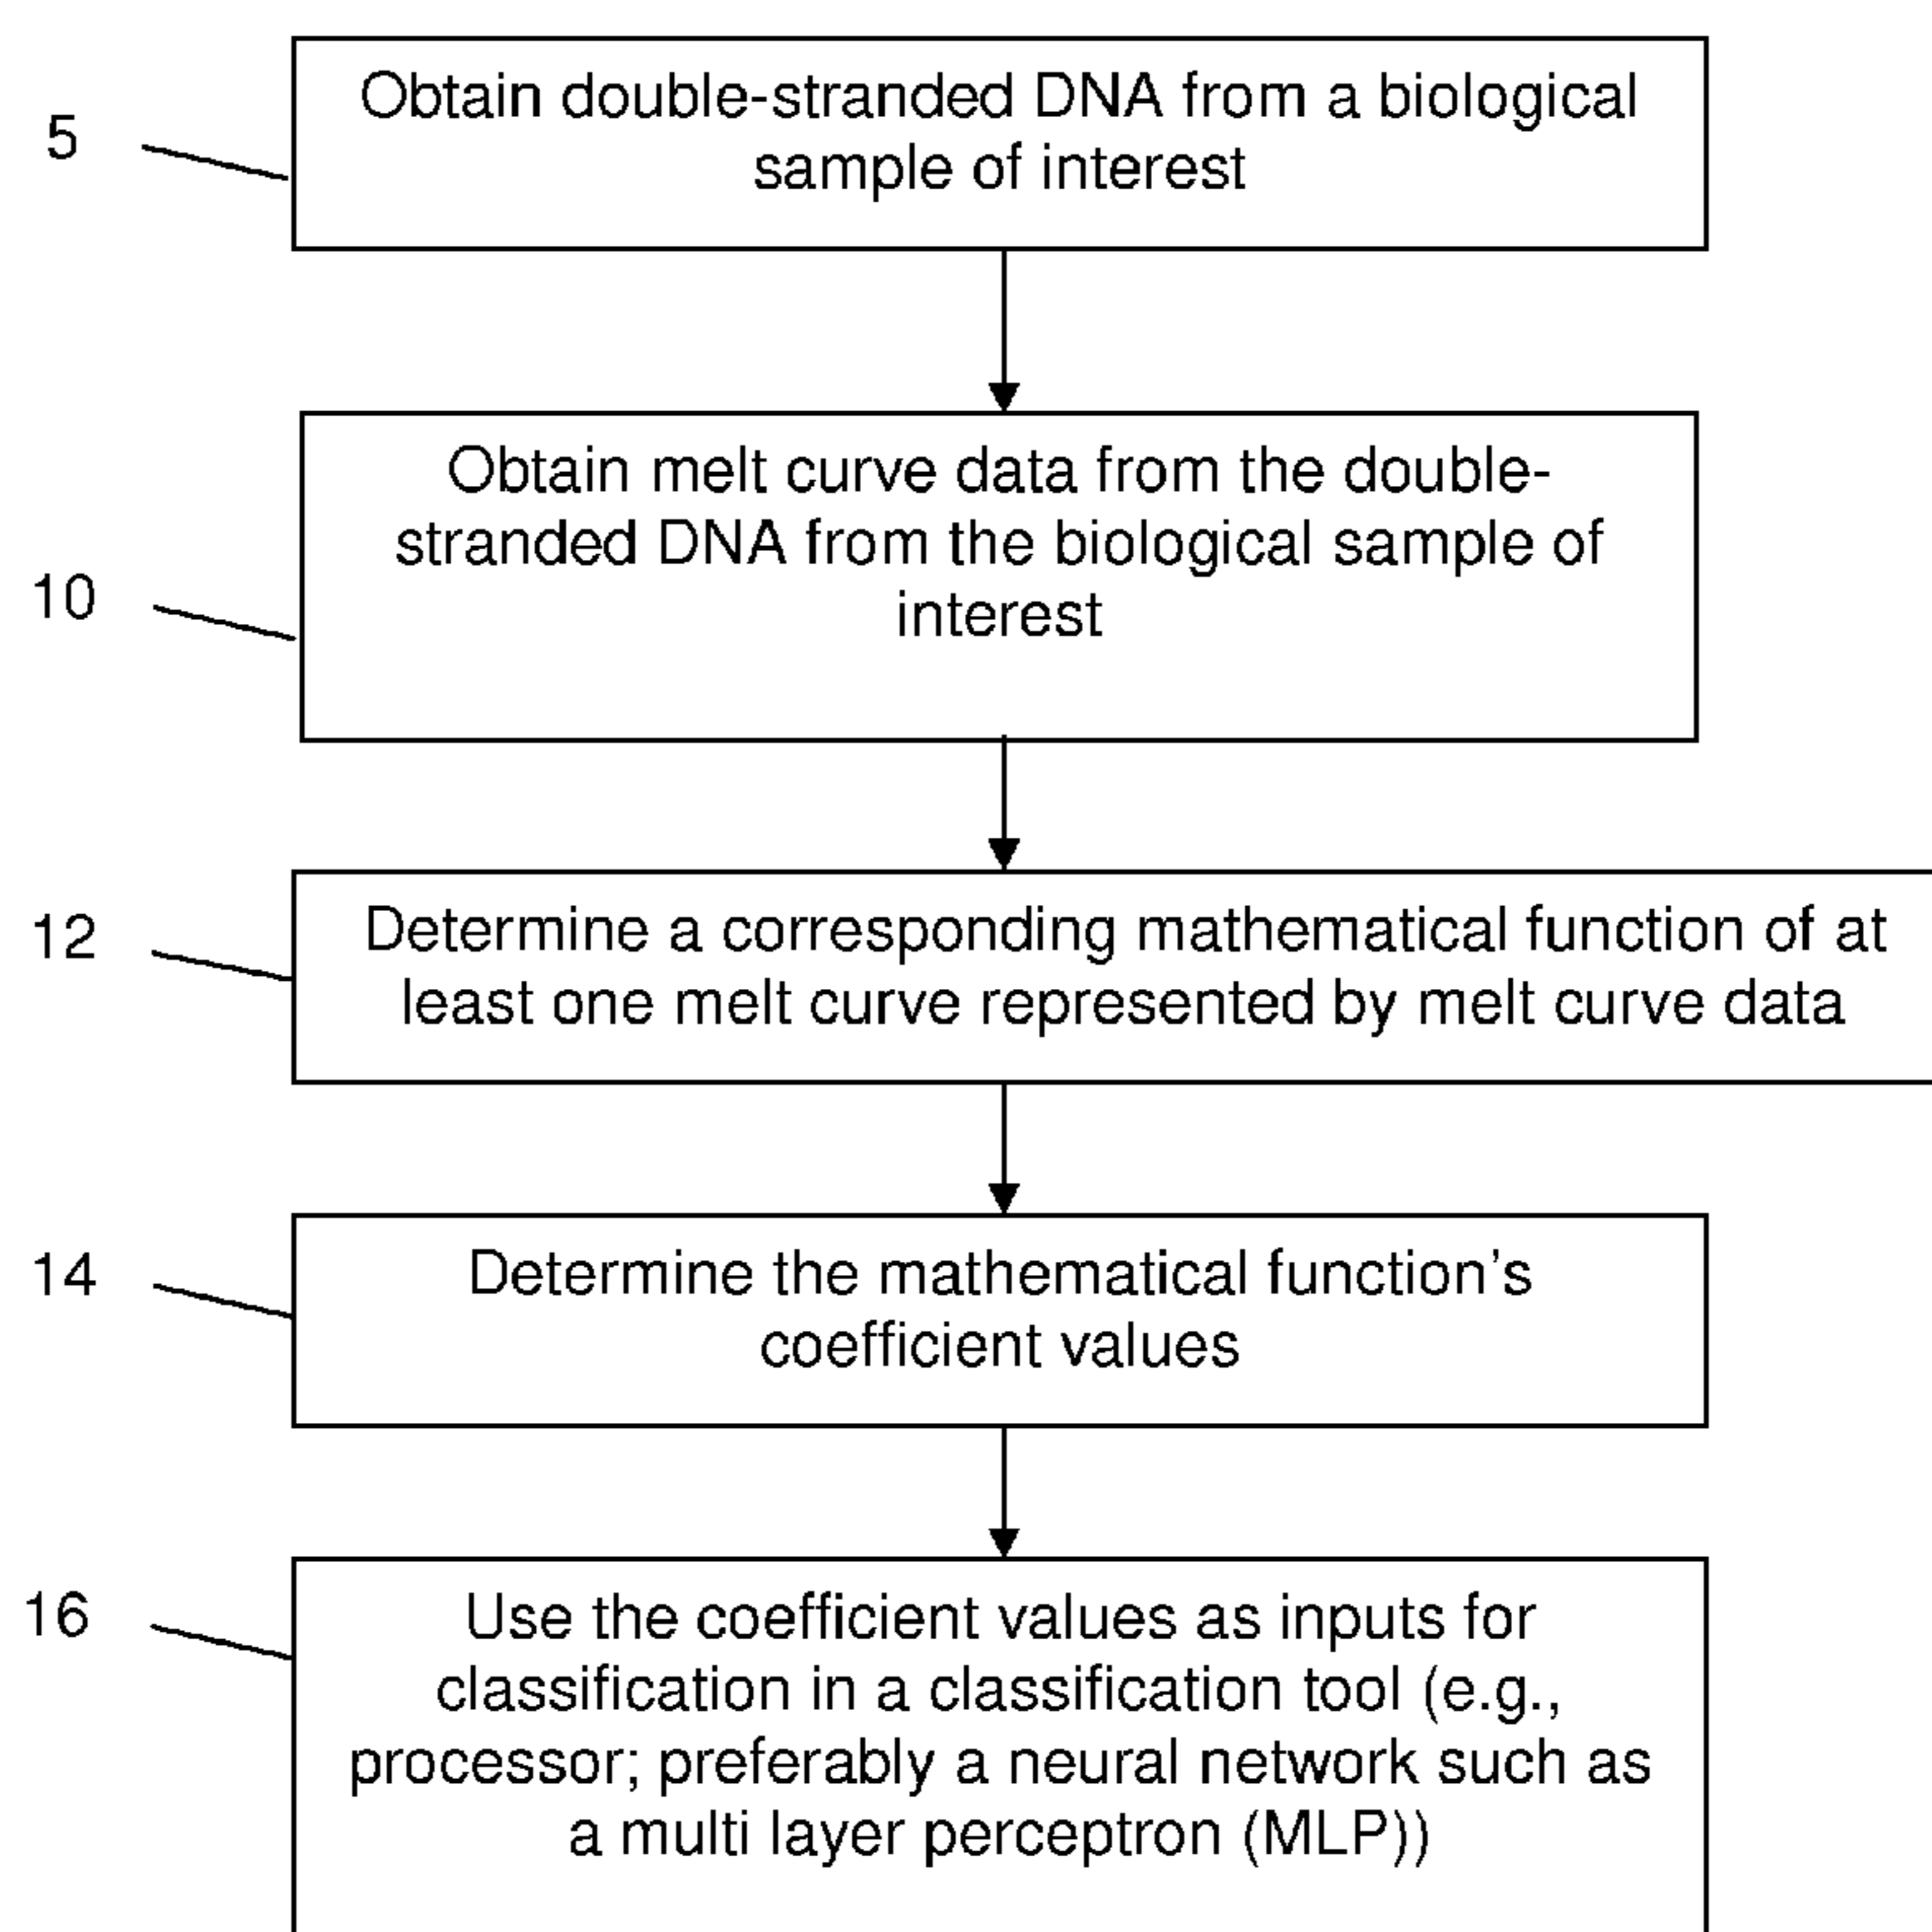 Obtain double-stranded DNA from a biological
sample of interest
5
Obtain melt curve data from the double-
stranded DNA from the biological sample of
interest
10
Determine a corresponding mathematical function of at
least one melt curve represented by melt curve data
12
Determine the mathematical function’s
coefficient values
14
Use the coefficient values as inputs for
classification in a classification tool (e.g.,
processor; preferably a neural network such as
a multi layer perceptron (MLP))
16